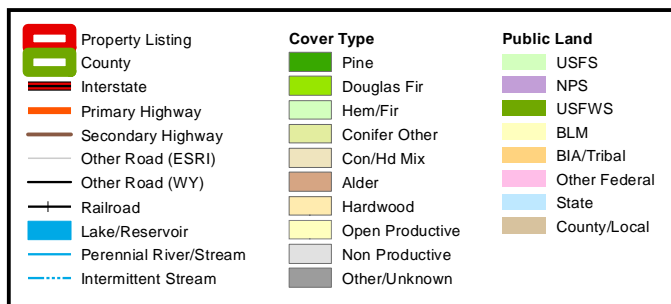 Property Listing
County
Interstate
Primary Highway
Secondary Highway
Other Road (ESRI)
Other Road (WY)
Railroad
Lake/Reservoir
Perennial River/Stream
Intermittent Stream
Cover Type
Pine
Douglas Fir
Hem/Fir
Conifer Other
Con/Hd Mix
Alder
Hardwood
Open Productive
Non Productive
Other/Unknown
Public Land
USFS
NPS
USFWS
BLM
BIA/Tribal
Other Federal
State
County/Local